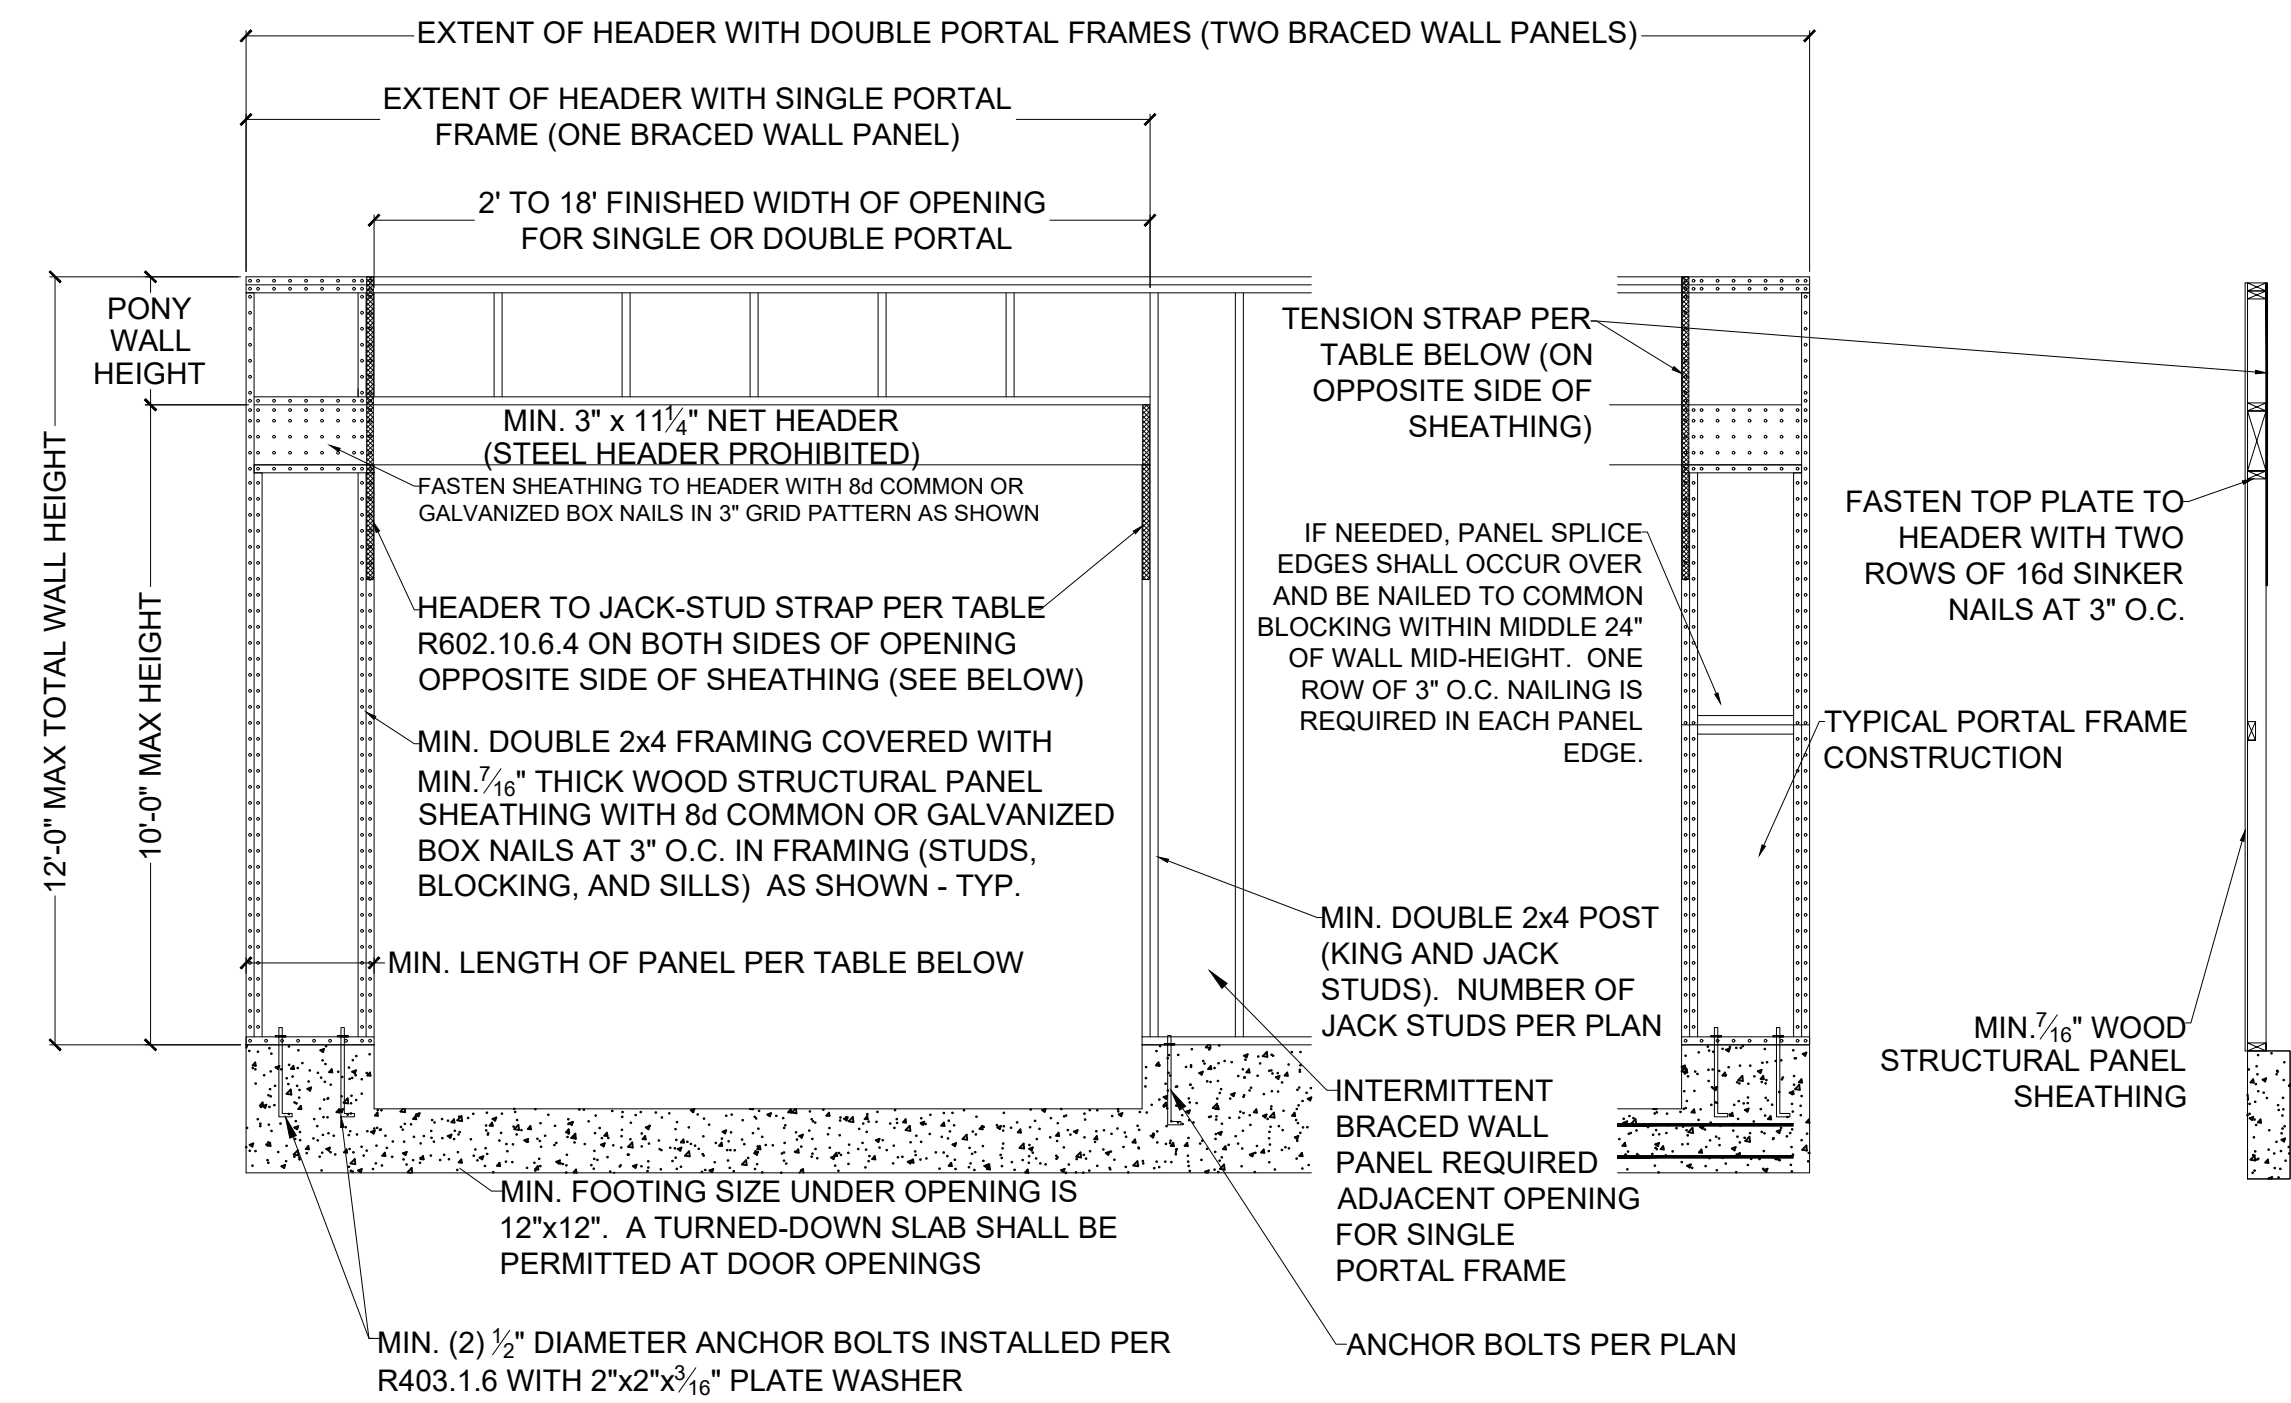 EXTENT OF HEADER WITH DOUBLE PORTAL FRAMES (TWO BRACED WALL PANELS)
EXTENT OF HEADER WITH SINGLE PORTAL
FRAME (ONE BRACED WALL PANEL)
2' TO 18' FINISHED WIDTH OF OPENING
FOR SINGLE OR DOUBLE PORTAL
PONY
WALL
HEIGHT
12'-0" MAX TOTAL WALL HEIGHT
10'-0" MAX HEIGHT
MIN. 3" x 11¼" NET HEADER
(STEEL HEADER PROHIBITED)
FASTEN SHEATHING TO HEADER WITH 8d COMMON OR
GALVANIZED BOX NAILS IN 3" GRID PATTERN AS SHOWN
HEADER TO JACK-STUD STRAP PER TABLE
R602.10.6.4 ON BOTH SIDES OF OPENING
OPPOSITE SIDE OF SHEATHING (SEE BELOW)
MIN. DOUBLE 2x4 FRAMING COVERED WITH
MIN.7⁄16" THICK WOOD STRUCTURAL PANEL
SHEATHING WITH 8d COMMON OR GALVANIZED
BOX NAILS AT 3" O.C. IN FRAMING (STUDS,
BLOCKING, AND SILLS) AS SHOWN - TYP.
MIN. LENGTH OF PANEL PER TABLE BELOW
MIN. FOOTING SIZE UNDER OPENING IS
12"x12". A TURNED-DOWN SLAB SHALL BE
PERMITTED AT DOOR OPENINGS
MIN. (2) ½" DIAMETER ANCHOR BOLTS INSTALLED PER
R403.1.6 WITH 2"x2"x3⁄16" PLATE WASHER
TENSION STRAP PER
TABLE BELOW (ON
OPPOSITE SIDE OF
SHEATHING)
IF NEEDED, PANEL SPLICE
EDGES SHALL OCCUR OVER
AND BE NAILED TO COMMON
BLOCKING WITHIN MIDDLE 24"
OF WALL MID-HEIGHT. ONE
ROW OF 3" O.C. NAILING IS
REQUIRED IN EACH PANEL
EDGE.
MIN. DOUBLE 2x4 POST
(KING AND JACK
STUDS). NUMBER OF
JACK STUDS PER PLAN
INTERMITTENT
BRACED WALL
PANEL REQUIRED
ADJACENT OPENING
FOR SINGLE
PORTAL FRAME
ANCHOR BOLTS PER PLAN
FASTEN TOP PLATE TO
HEADER WITH TWO
ROWS OF 16d SINKER
NAILS AT 3" O.C.
TYPICAL PORTAL FRAME
CONSTRUCTION
MIN.7⁄16" WOOD
STRUCTURAL PANEL
SHEATHING